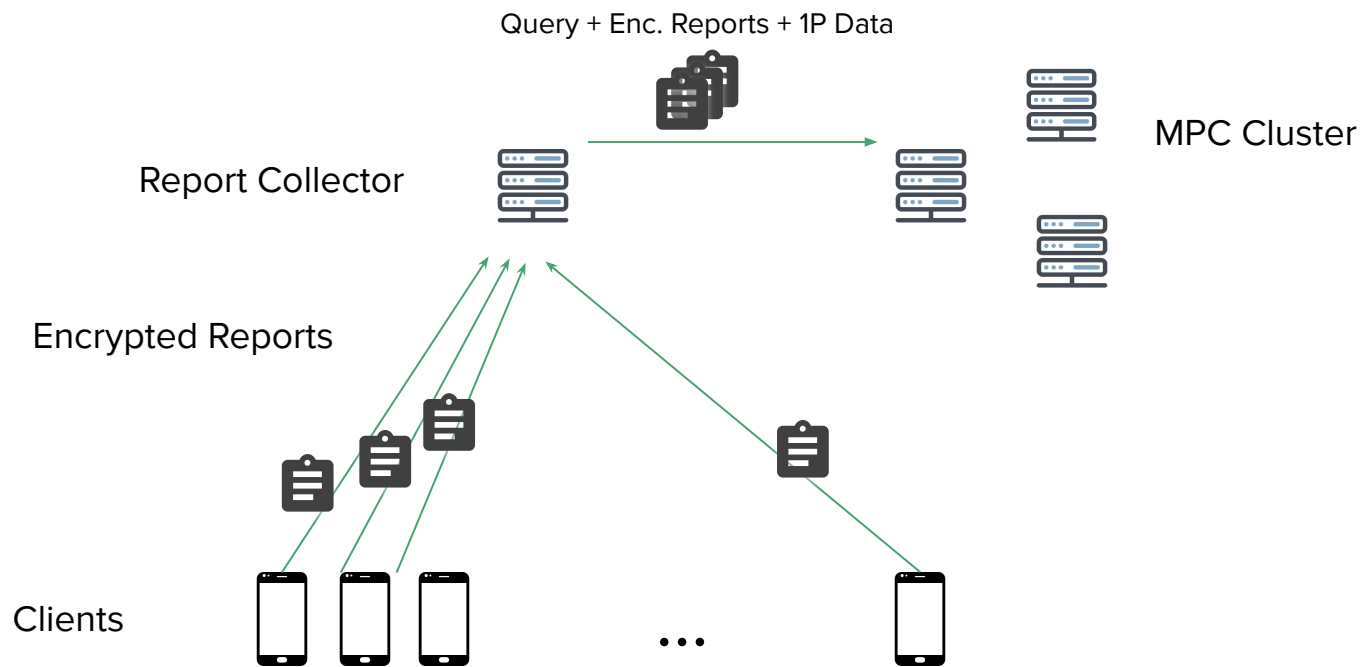 Query + Enc. Reports + 1P Data
MPC Cluster
Report Collector
Encrypted Reports
Clients
...